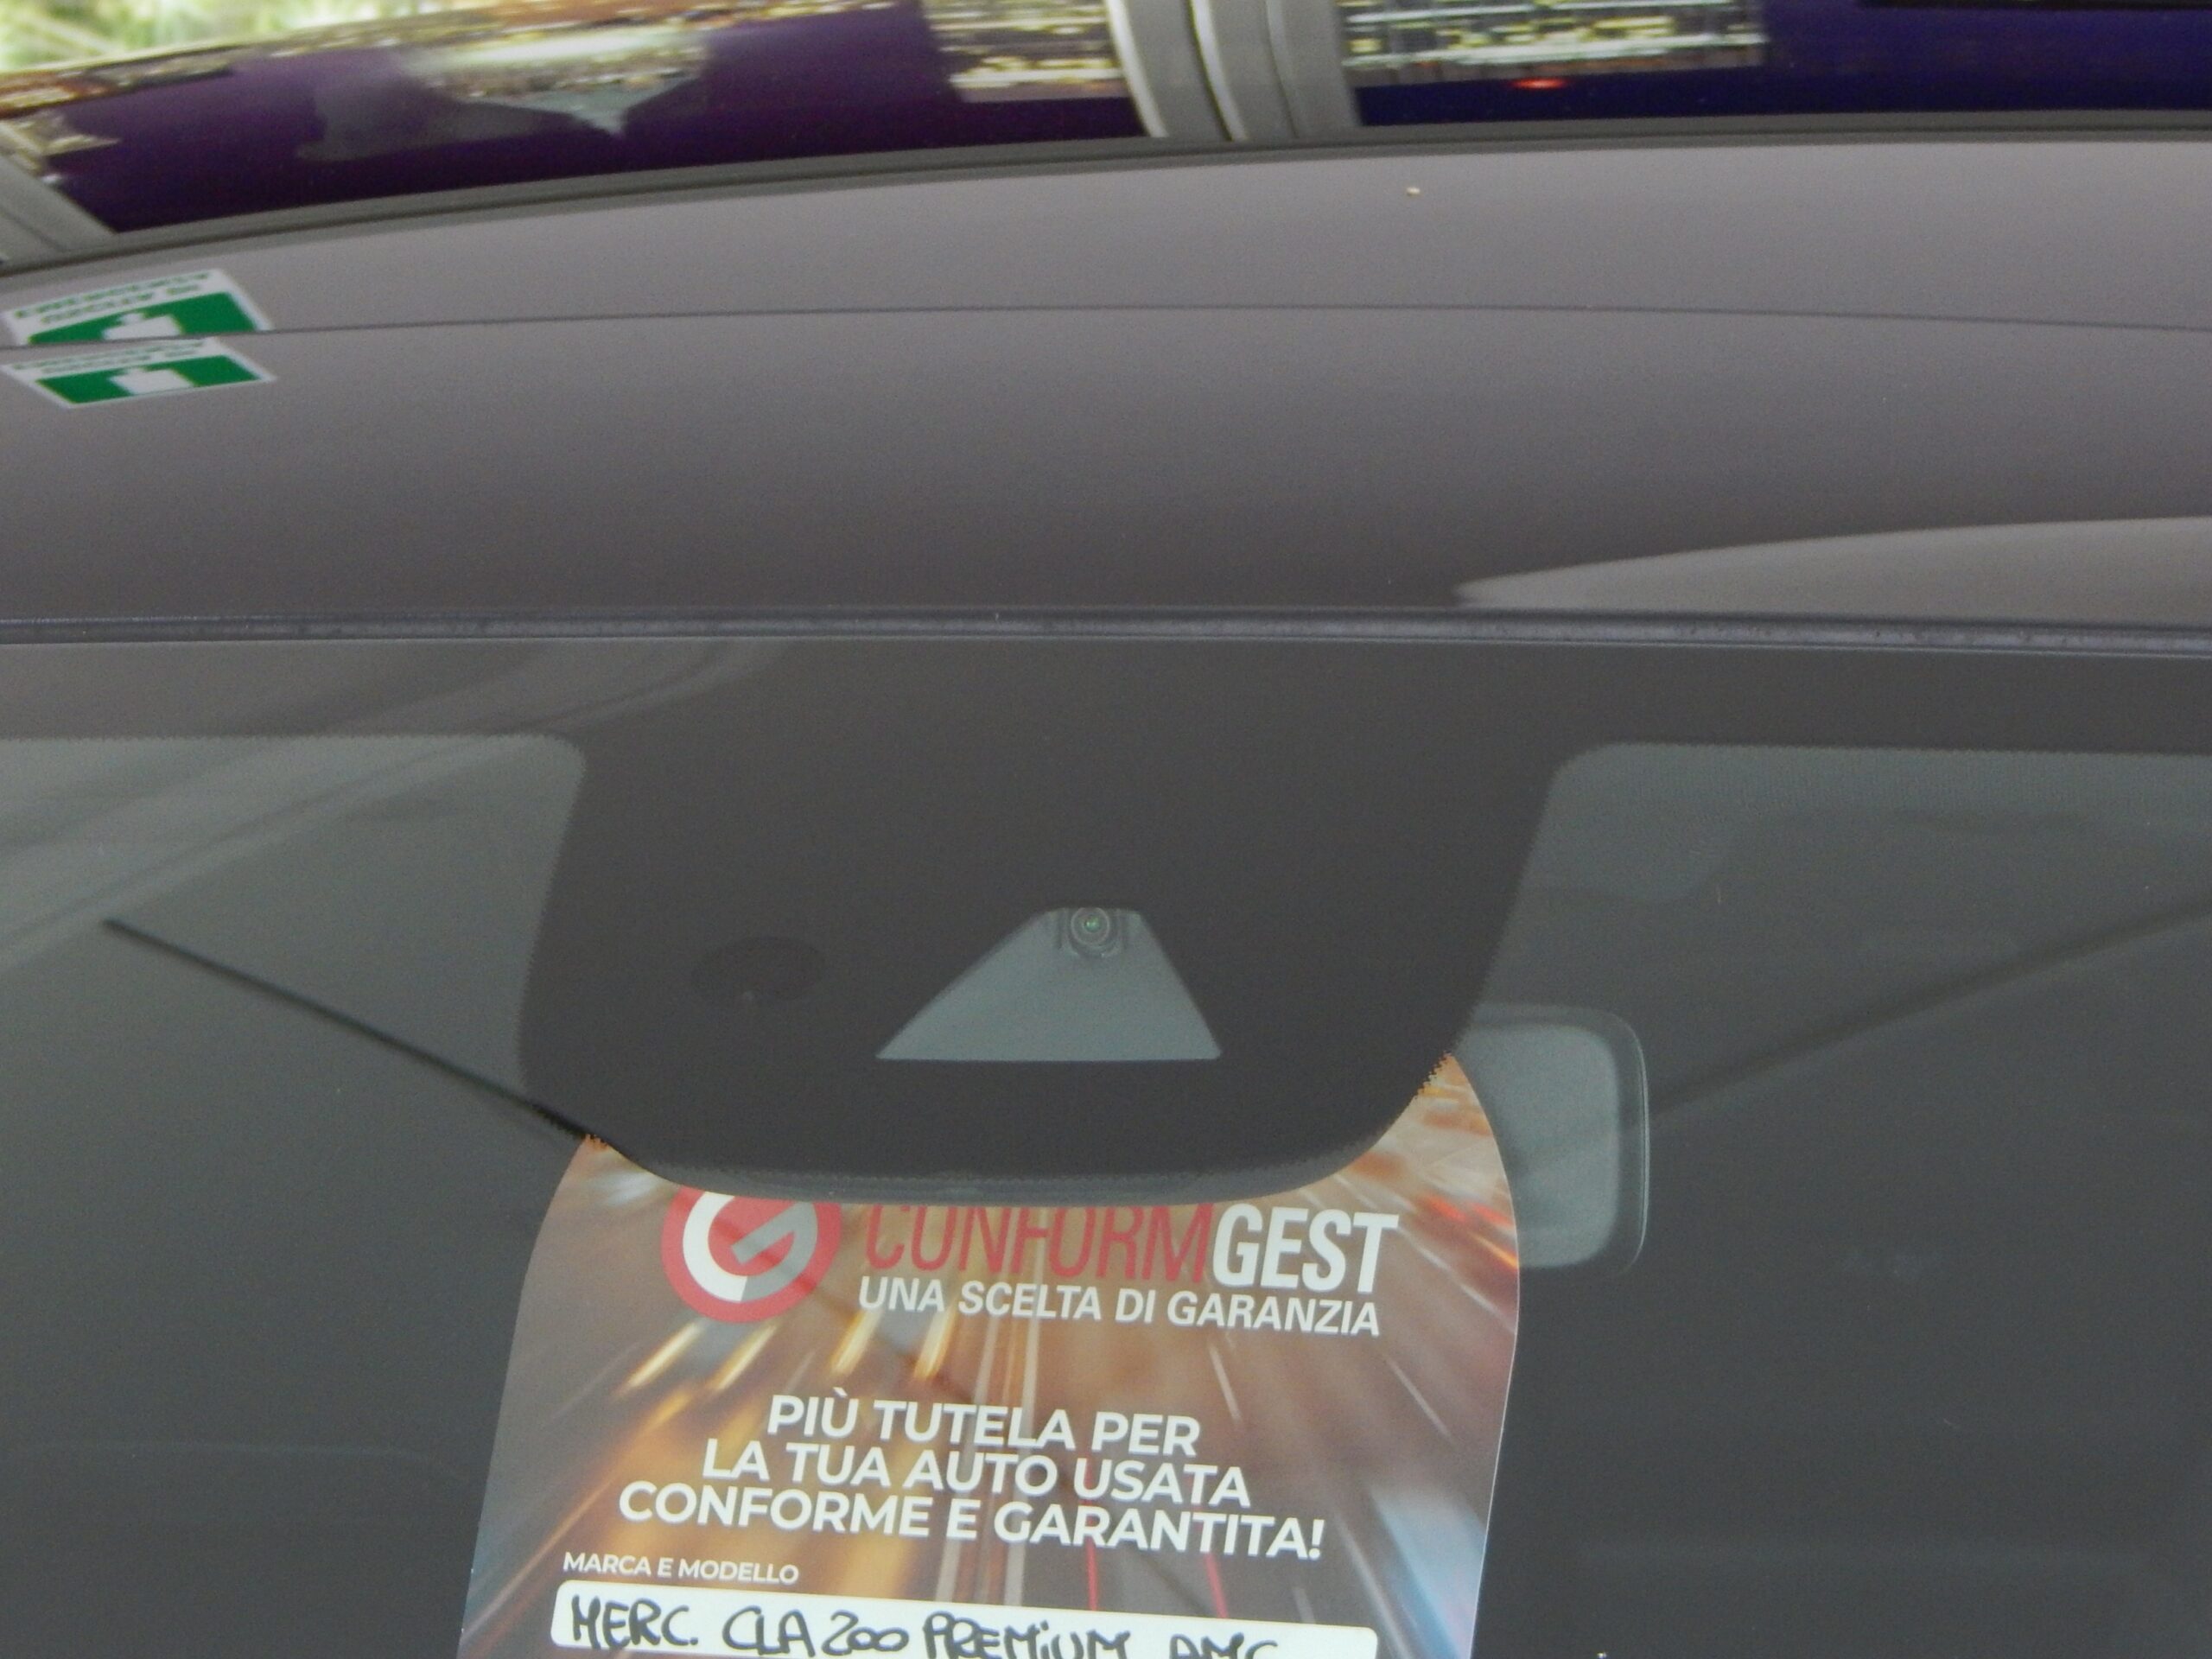 CONFORMGEST
UNA SCELTA DI GARANZIA
PIÙ TUTELA PER
LA TUA AUTO USATA
CONFORME E GARANTITA!
MARCA E MODELLO
MERC. CLA 200 PREMIUM AMG